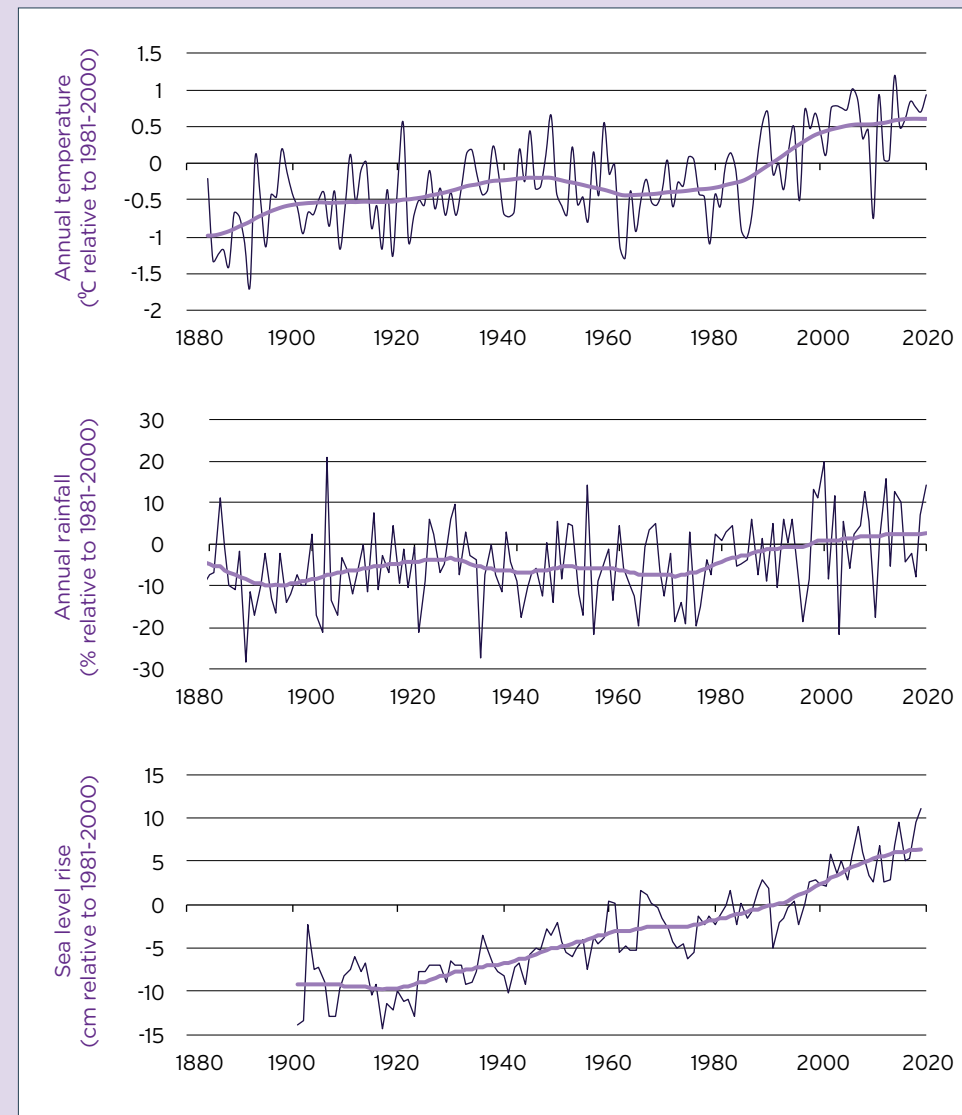 Annual temperature
(⁰C relative to 1981-2000)
1.5
1
0.5
0
-0.5
-1
-1.5
-2
1880 1900 1920 1940 1960 1980 2000 2020
Annual rainfall
(% relative to 1981-2000)
30
20
10
0
-10
-20
-30
1880 1900 1920 1940 1960 1980 2000 2020
Sea level rise
(cm relative to 1981-2000)
15
10
5
0
-5
-10
-15
1880 1900 1920 1940 1960 1980 2000 2020